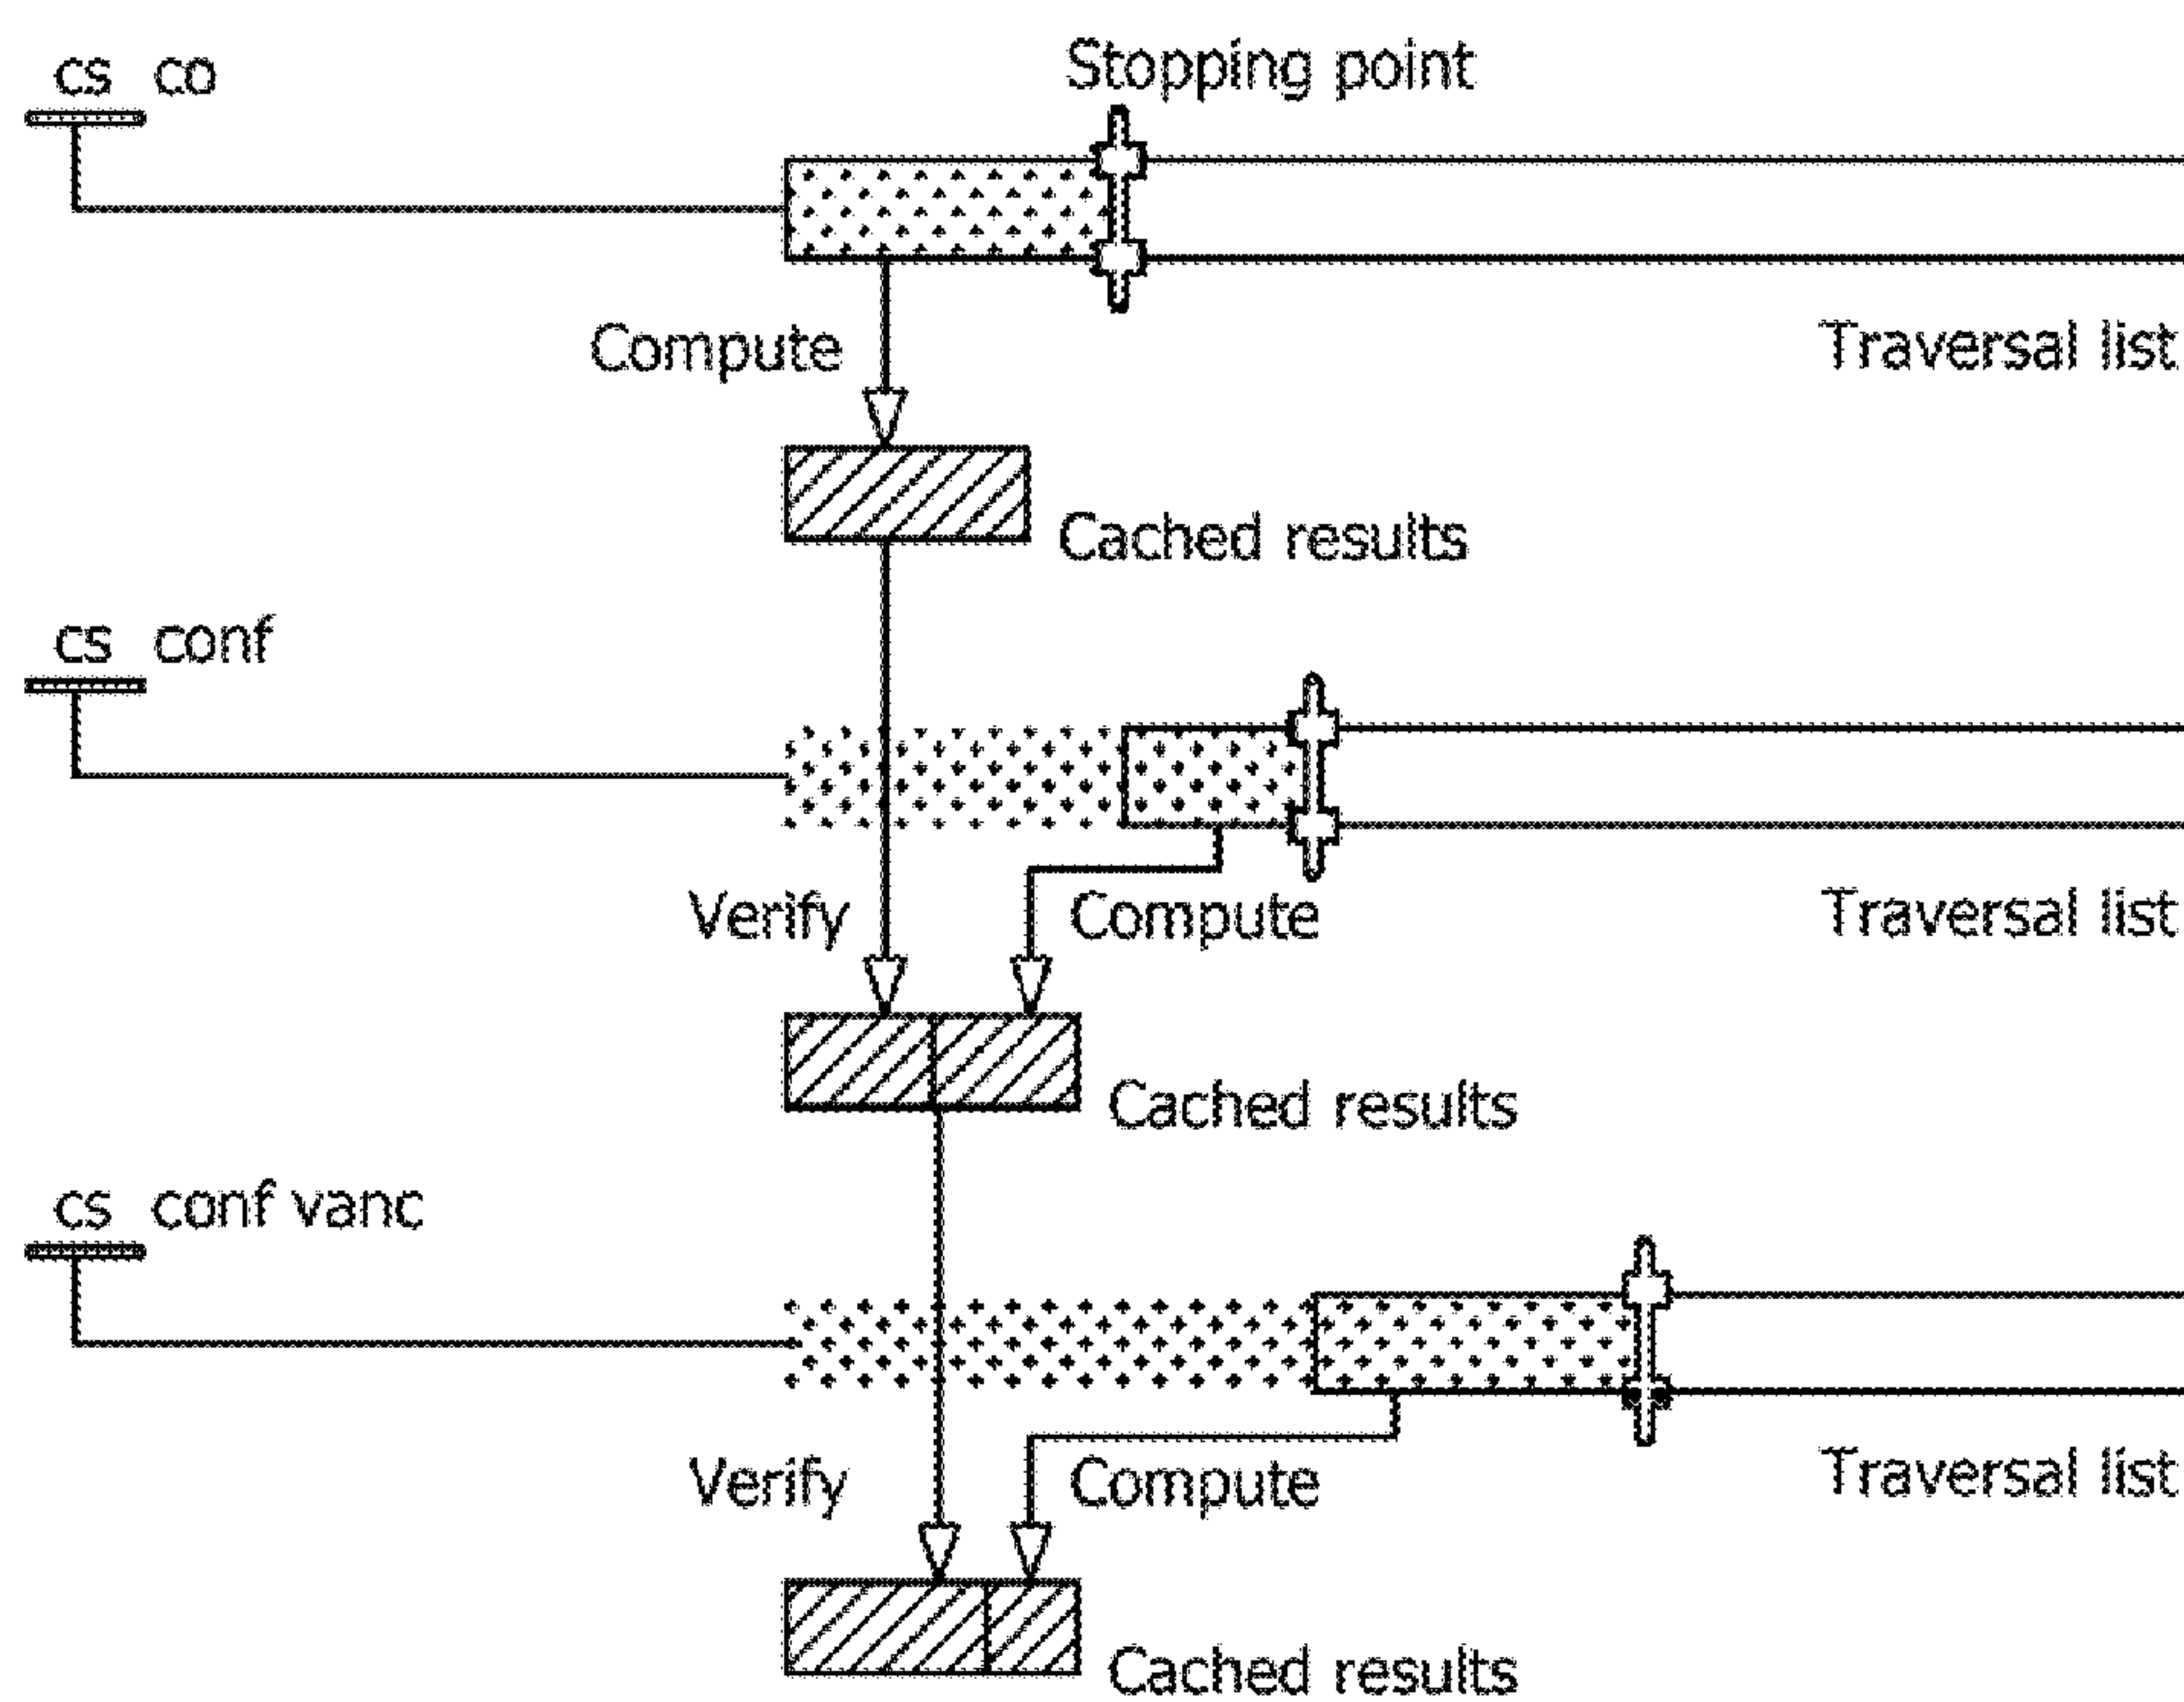 cs co
Stopping point
Compute
Traversal list
Cached results
cs conf
Verify
Compute
Traversal list
Cached results
cs conf vanc
Verify
Compute
Traversal list
Cached results